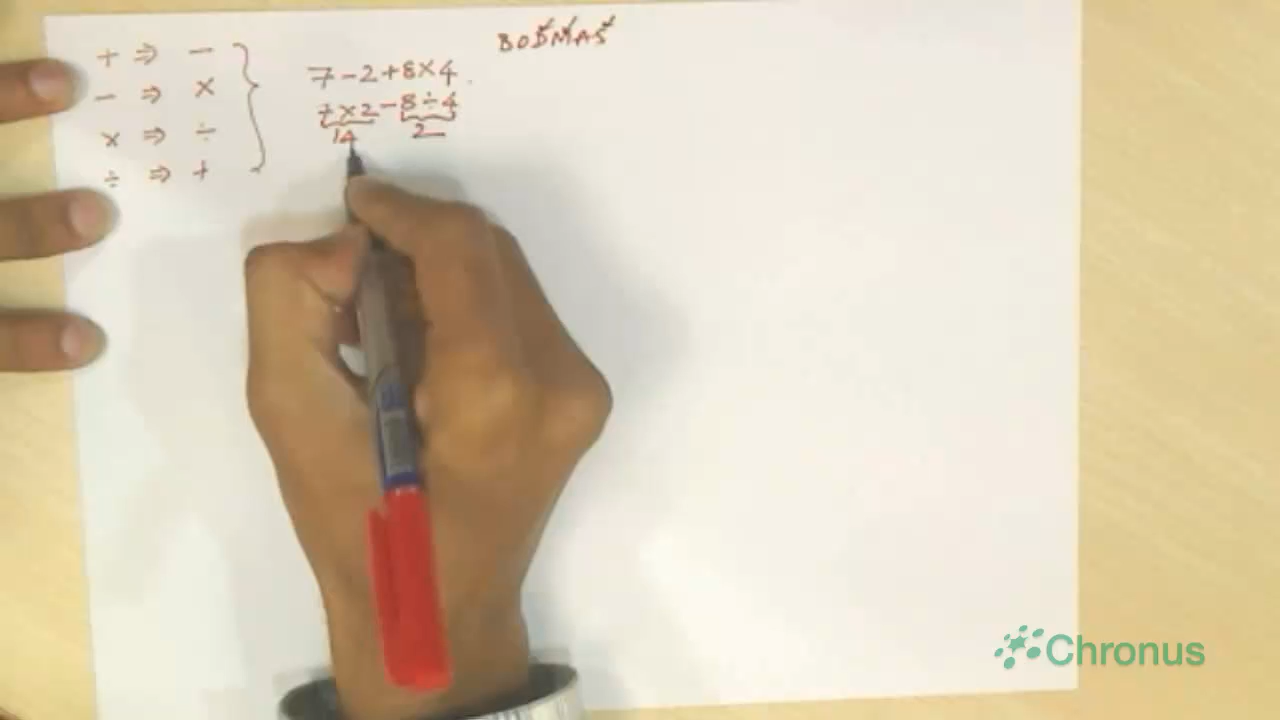 BODMAS
+ ⇒ −
− ⇒ ×
× ⇒ ÷
÷ ⇒ +
7−2+8×4.
7×2−8÷4
14 2
Chronus